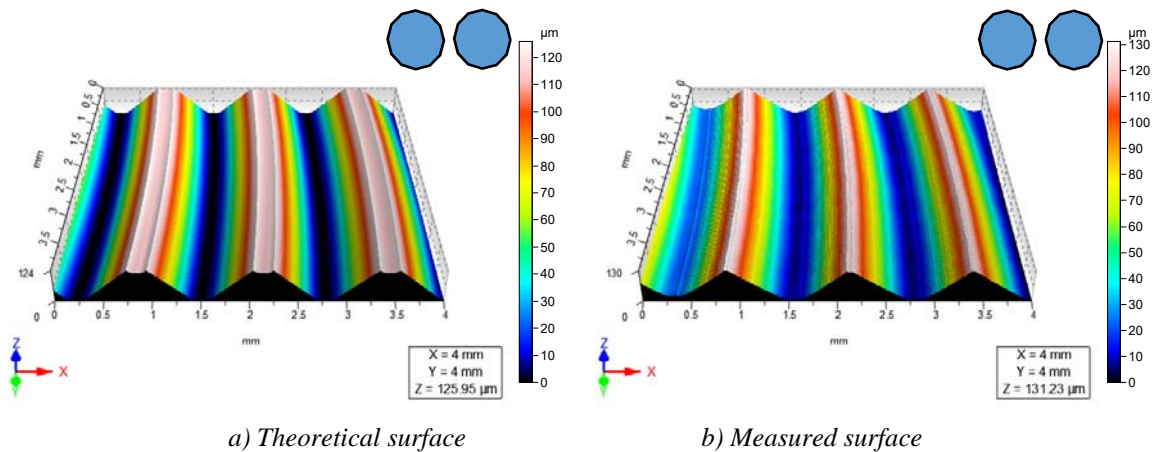 µm
120
110
100
90
80
70
60
50
40
30
20
10
0
0
0.5
1
1.5
2
2.5
3
3.5
mm
124
0
0 0.5 1 1.5 2 2.5 3 3.5 4
mm
Z
X
Y
X = 4 mm
Y = 4 mm
Z = 125.95 µm
a) Theoretical surface
µm
130
120
110
100
90
80
70
60
50
40
30
20
10
0
0
0.5
1
1.5
2
2.5
3
3.5
mm
130
0
0 0.5 1 1.5 2 2.5 3 3.5 4
mm
Z
X
Y
X = 4 mm
Y = 4 mm
Z = 131.23 µm
b) Measured surface